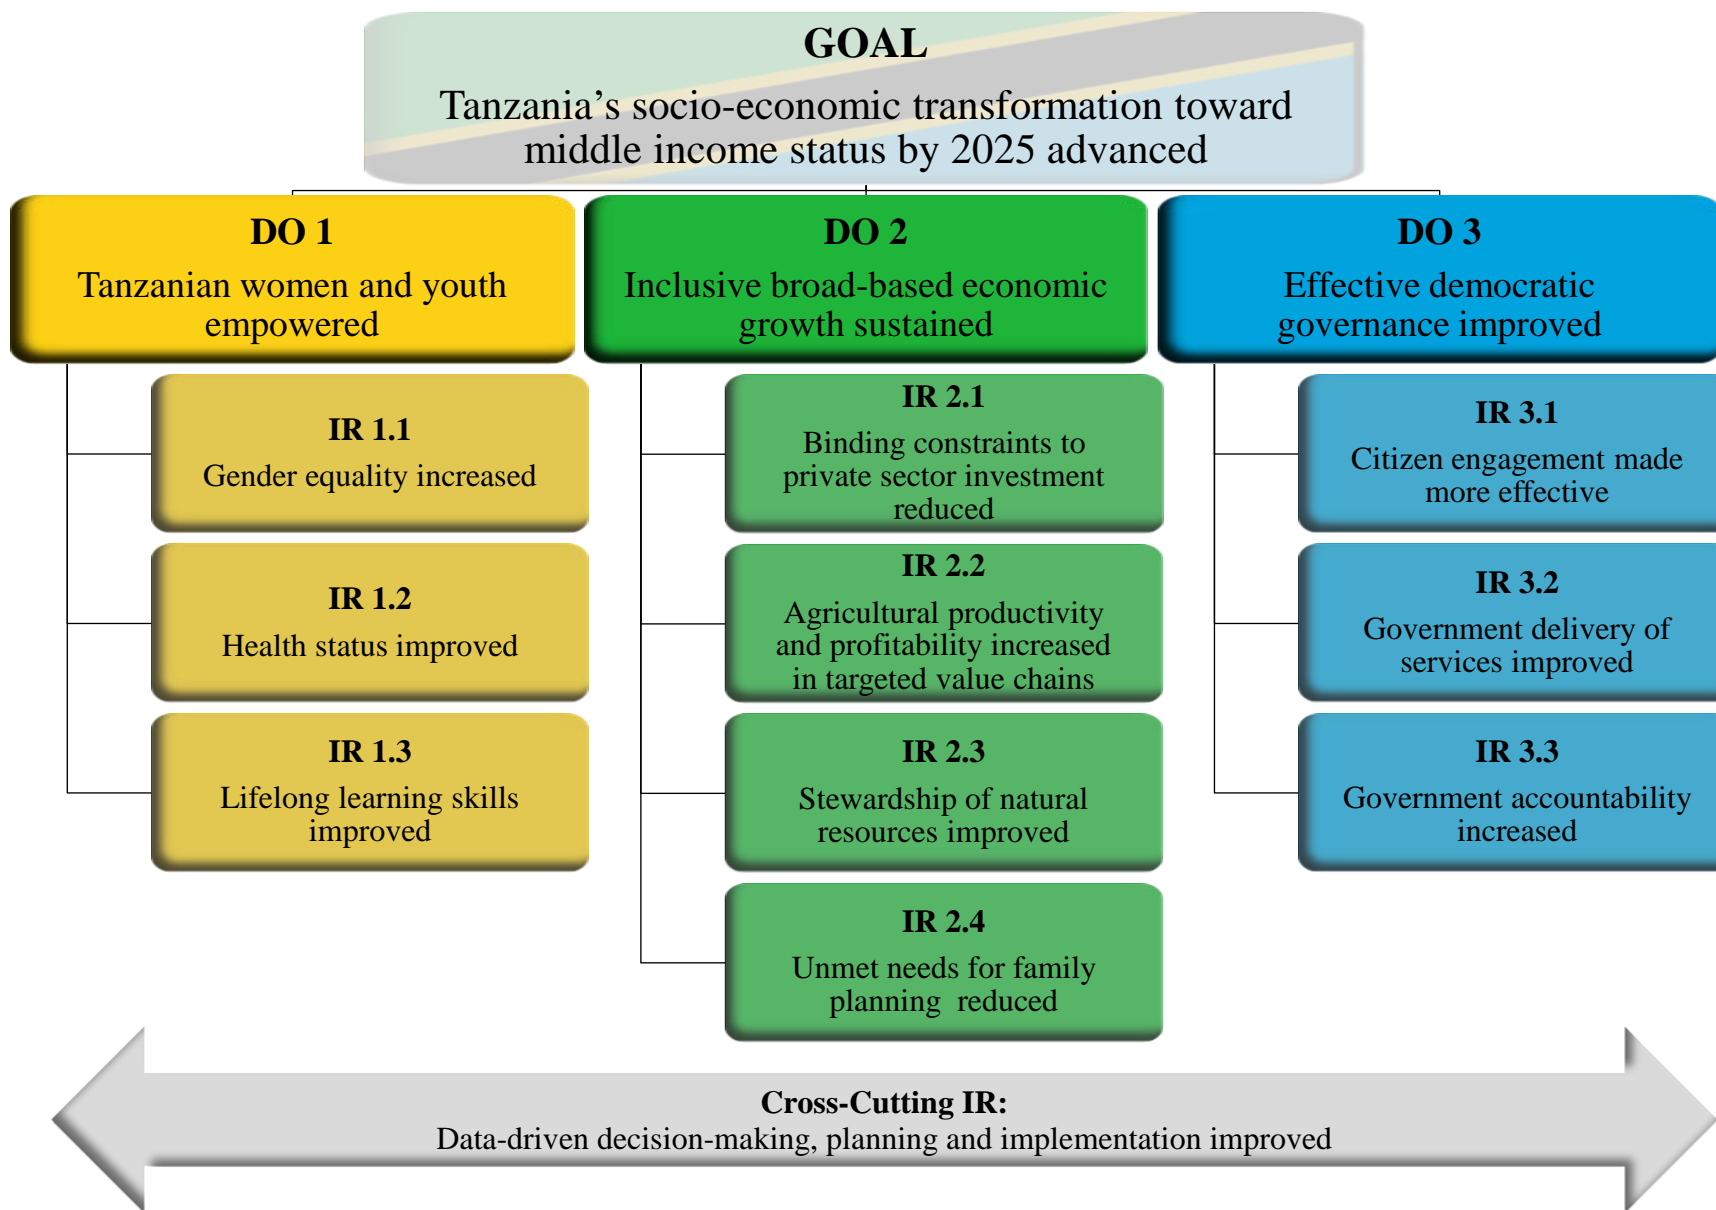 GOAL
Tanzania’s socio-economic transformation toward
middle income status by 2025 advanced
DO 1
Tanzanian women and youth
empowered
IR 1.1
Gender equality increased
IR 1.2
Health status improved
IR 1.3
Lifelong learning skills
improved
DO 2
Inclusive broad-based economic
growth sustained
IR 2.1
Binding constraints to
private sector investment
reduced
IR 2.2
Agricultural productivity
and profitability increased
in targeted value chains
IR 2.3
Stewardship of natural
resources improved
IR 2.4
Unmet needs for family
planning  reduced
DO 3
Effective democratic
governance improved
IR 3.1
Citizen engagement made
more effective
IR 3.2
Government delivery of
services improved
IR 3.3
Government accountability
increased
Cross-Cutting IR:
Data-driven decision-making, planning and implementation improved